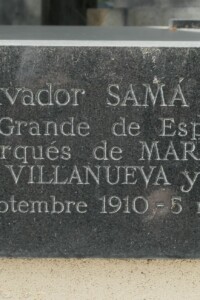 vador SAMÁ
Grande de Esp
rqués de MAR
VILLANUEVA y
ptembre 1910 - 5